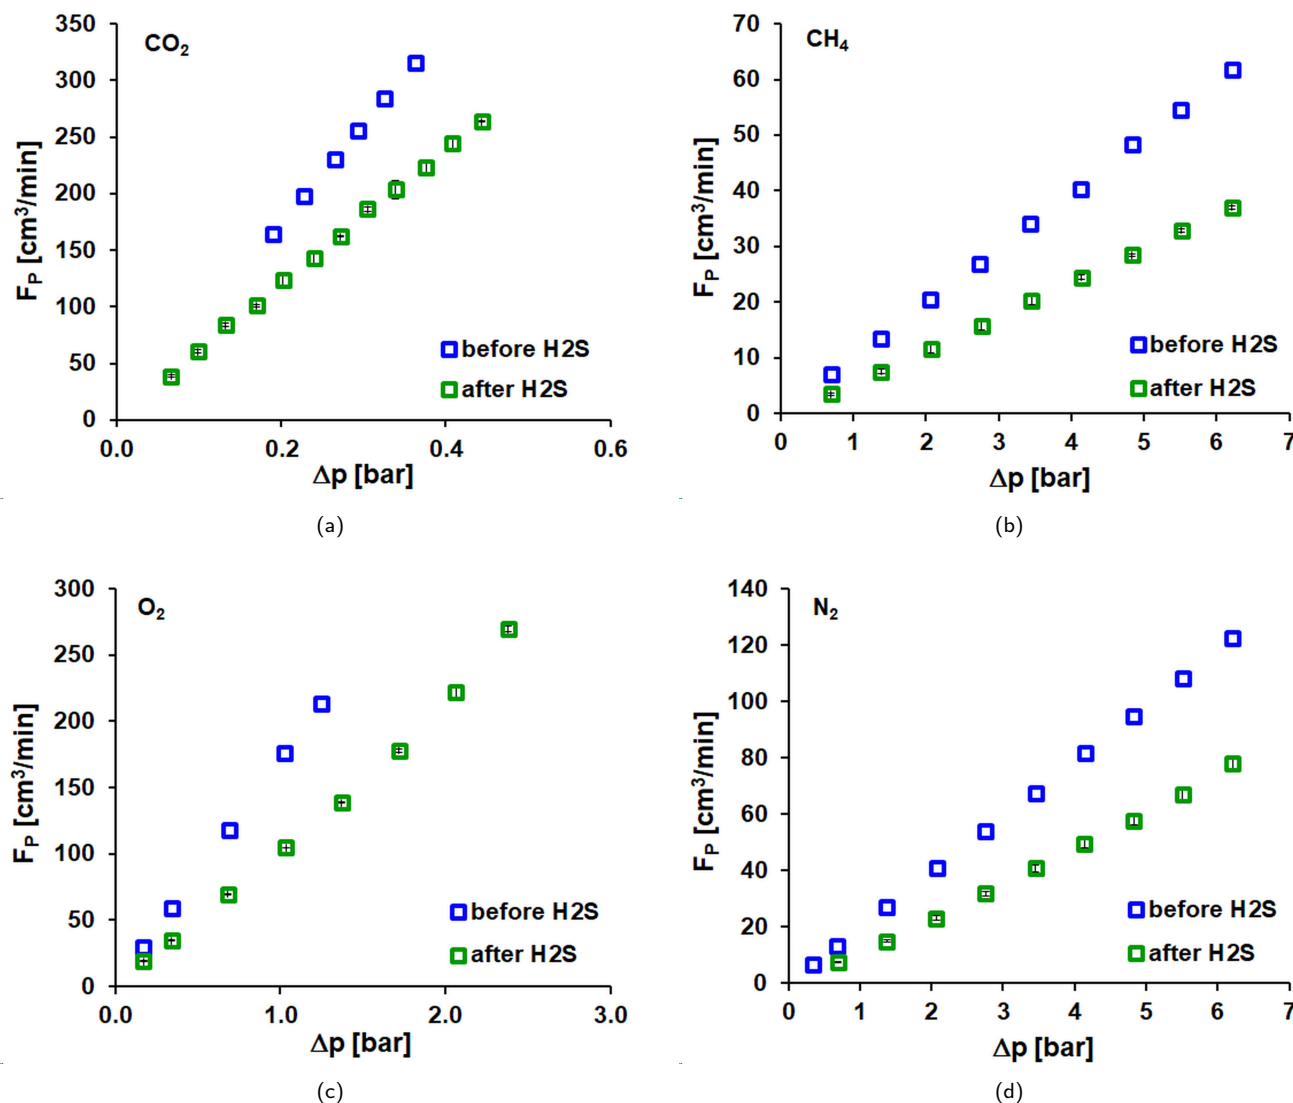 CO2
350
300
250
200
150
100
50
0
FP [cm3/min]
before H2S
after H2S
0.0 0.2 0.4 0.6
Δp [bar]
(a)
CH4
70
60
50
40
30
20
10
0
FP [cm3/min]
before H2S
after H2S
0 1 2 3 4 5 6 7
Δp [bar]
(b)
O2
300
250
200
150
100
50
0
FP [cm3/min]
before H2S
after H2S
0.0 1.0 2.0 3.0
Δp [bar]
(c)
N2
140
120
100
80
60
40
20
0
FP [cm3/min]
before H2S
after H2S
0 1 2 3 4 5 6 7
Δp [bar]
(d)